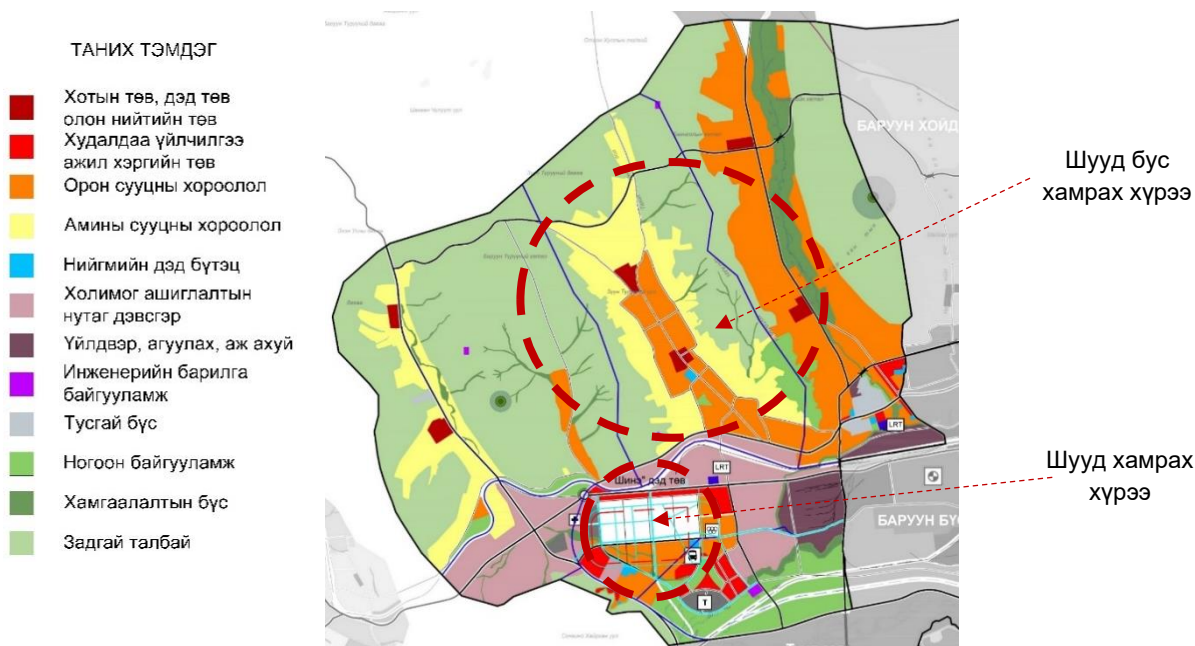 ТАНИХ ТЭМДЭГ
Хотын төв, дэд төв
олон нийтийн төв
Худалдаа үйлчилгээ
ажил хэргийн төв
Орон сууцны хороолол
Амины сууцны хороолол
Нийгмийн дэд бүтэц
Холимог ашиглалтын
нутаг дэвсгэр
Үйлдвэр, агуулах, аж ахуй
Инженерийн барилга
байгууламж
Тусгай бүс
Ногоон байгууламж
Хамгаалалтын бүс
Задгай талбай
БАРУУН ХОЙД
LRT
LRT
Шинэ" дэд төв
БАРУУН БҮС
T
Шууд бус
хамрах хүрээ
Шууд хамрах
хүрээ